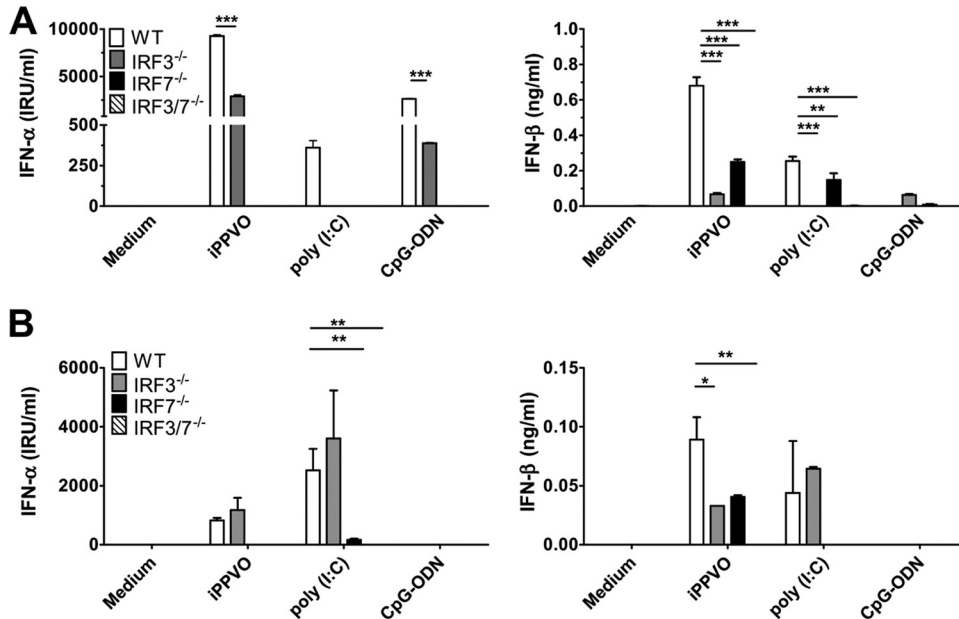 A
IFN-α (IRU/ml)
10000
7500
5000
2500
500
250
0
WT
IRF3-/-
IRF7-/-
IRF3/7-/-
***
***
Medium
iPPVO
poly (I:C)
CpG-ODN
IFN-β (ng/ml)
1.0
0.8
0.6
0.4
0.2
0.0
***
***
***
***
**
***
Medium
iPPVO
poly (I:C)
CpG-ODN
B
IFN-α (IRU/ml)
6000
4000
2000
0
WT
IRF3-/-
IRF7-/-
IRF3/7-/-
**
**
Medium
iPPVO
poly (I:C)
CpG-ODN
IFN-β (ng/ml)
0.15
0.10
0.05
0.00
**
*
Medium
iPPVO
poly (I:C)
CpG-ODN